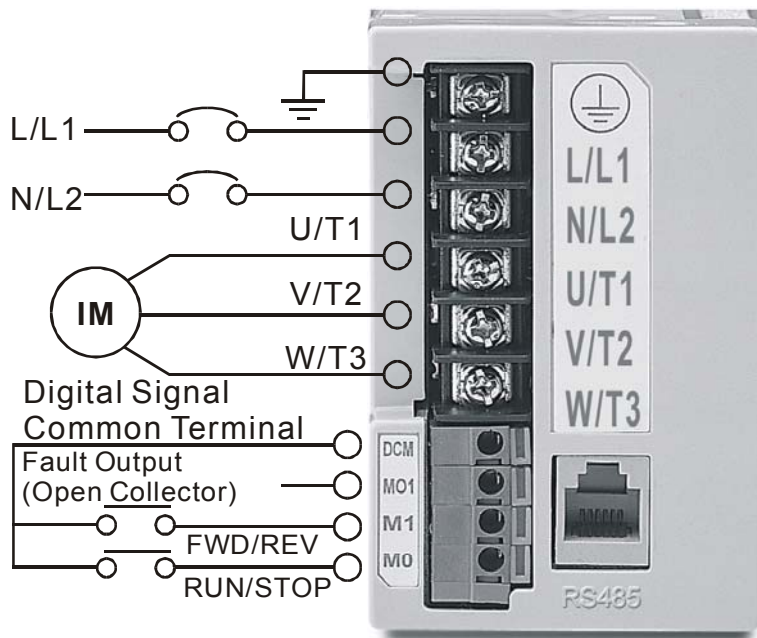 L/L1
N/L2
U/T1
V/T2
W/T3
IM
Digital Signal
Common Terminal
Fault Output
(Open Collector)
FWD/REV
RUN/STOP
DCM
MO1
M1
M0
L/L1
N/L2
U/T1
V/T2
W/T3
RS485